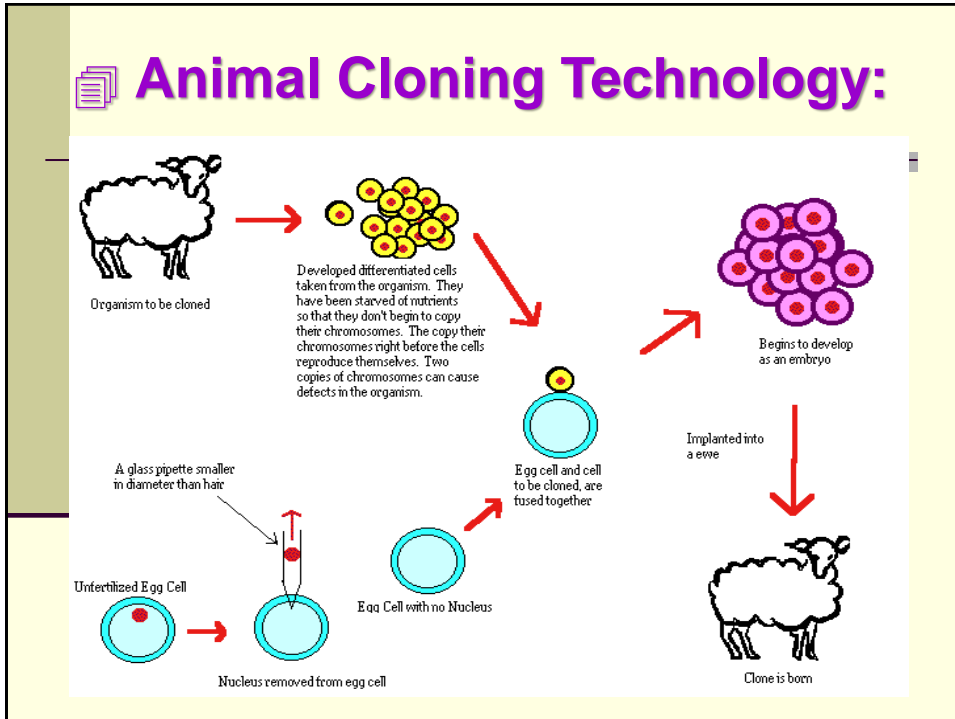 Animal Cloning Technology:
Organism to be cloned
Developed differentiated cells
taken from the organism. They
have been starved of nutrients
so that they don't begin to copy
their chromosomes. The copy their
chromosomes right before the cells
reproduce themselves. Two
copies of chromosomes can cause
defects in the organism.
Begins to develop
as an embryo
Implanted into
a ewe
A glass pipette smaller
in diameter than hair
Egg cell and cell
to be cloned, are
fused together
Unfertilized Egg Cell
Egg Cell with no Nucleus
Nucleus removed from egg cell
Clone is born